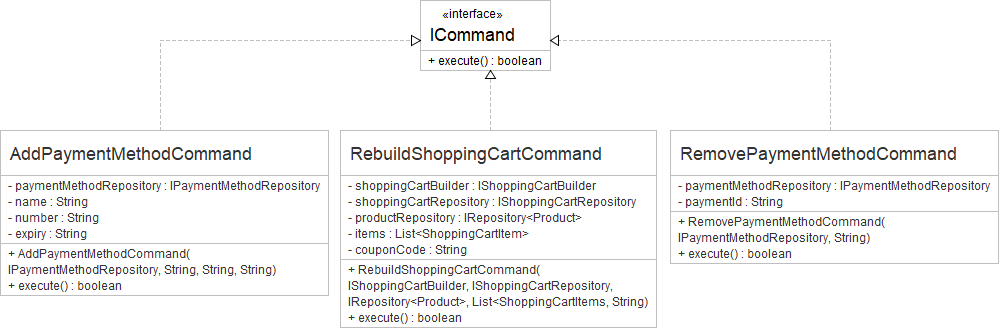 «interface»
ICommand
+ execute() : boolean
AddPaymentMethodCommand
- paymentMethodRepository : IPaymentMethodRepository
- name : String
- number : String
- expiry : String
+ AddPaymentMethodCommand(
IPaymentMethodRepository, String, String, String)
+ execute() : boolean
RebuildShoppingCartCommand
- shoppingCartBuilder : IShoppingCartBuilder
- shoppingCartRepository : IShoppingCartRepository
- productRepository : IRepository<Product>
- items : List<ShoppingCartItem>
- couponCode : String
+ RebuildShoppingCartCommand(
IShoppingCartBuilder, IShoppingCartRepository,
IRepository<Product>, List<ShoppingCartItems, String)
+ execute() : boolean
RemovePaymentMethodCommand
- paymentMethodRepository : IPaymentMethodRepository
- paymentId : String
+ RemovePaymentMethodCommand(
IPaymentMethodRepository, String)
+ execute() : boolean